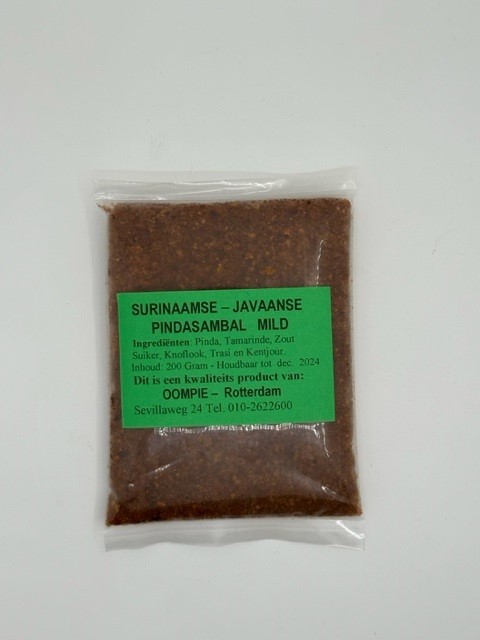 SURINAAMSE – JAVAANSE
PINDASAMBAL MILD
Ingrediënten: Pinda, Tamarinde, Zout
Suiker, Knoflook, Trasi en Kentjour.
Inhoud: 200 Gram - Houdbaar tot. dec. 2024
Dit is een kwaliteits product van:
OOMPIE – Rotterdam
Sevillaweg 24 Tel. 010-2622600